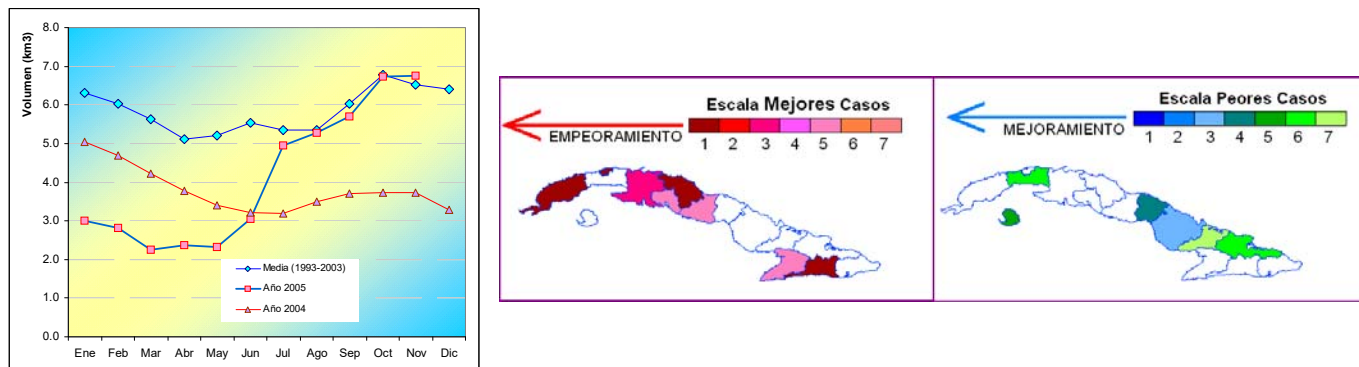 Volumen (km3)
8.0
7.0
6.0
5.0
4.0
3.0
2.0
1.0
0.0
Media (1993-2003)
Año 2005
Año 2004
Ene Feb Mar Abr May Jun Jul Ago Sep Oct Nov Dic
Escala Mejores Casos
EMPEORAMIENTO
1 2 3 4 5 6 7
Escala Peores Casos
MEJORAMIENTO
1 2 3 4 5 6 7